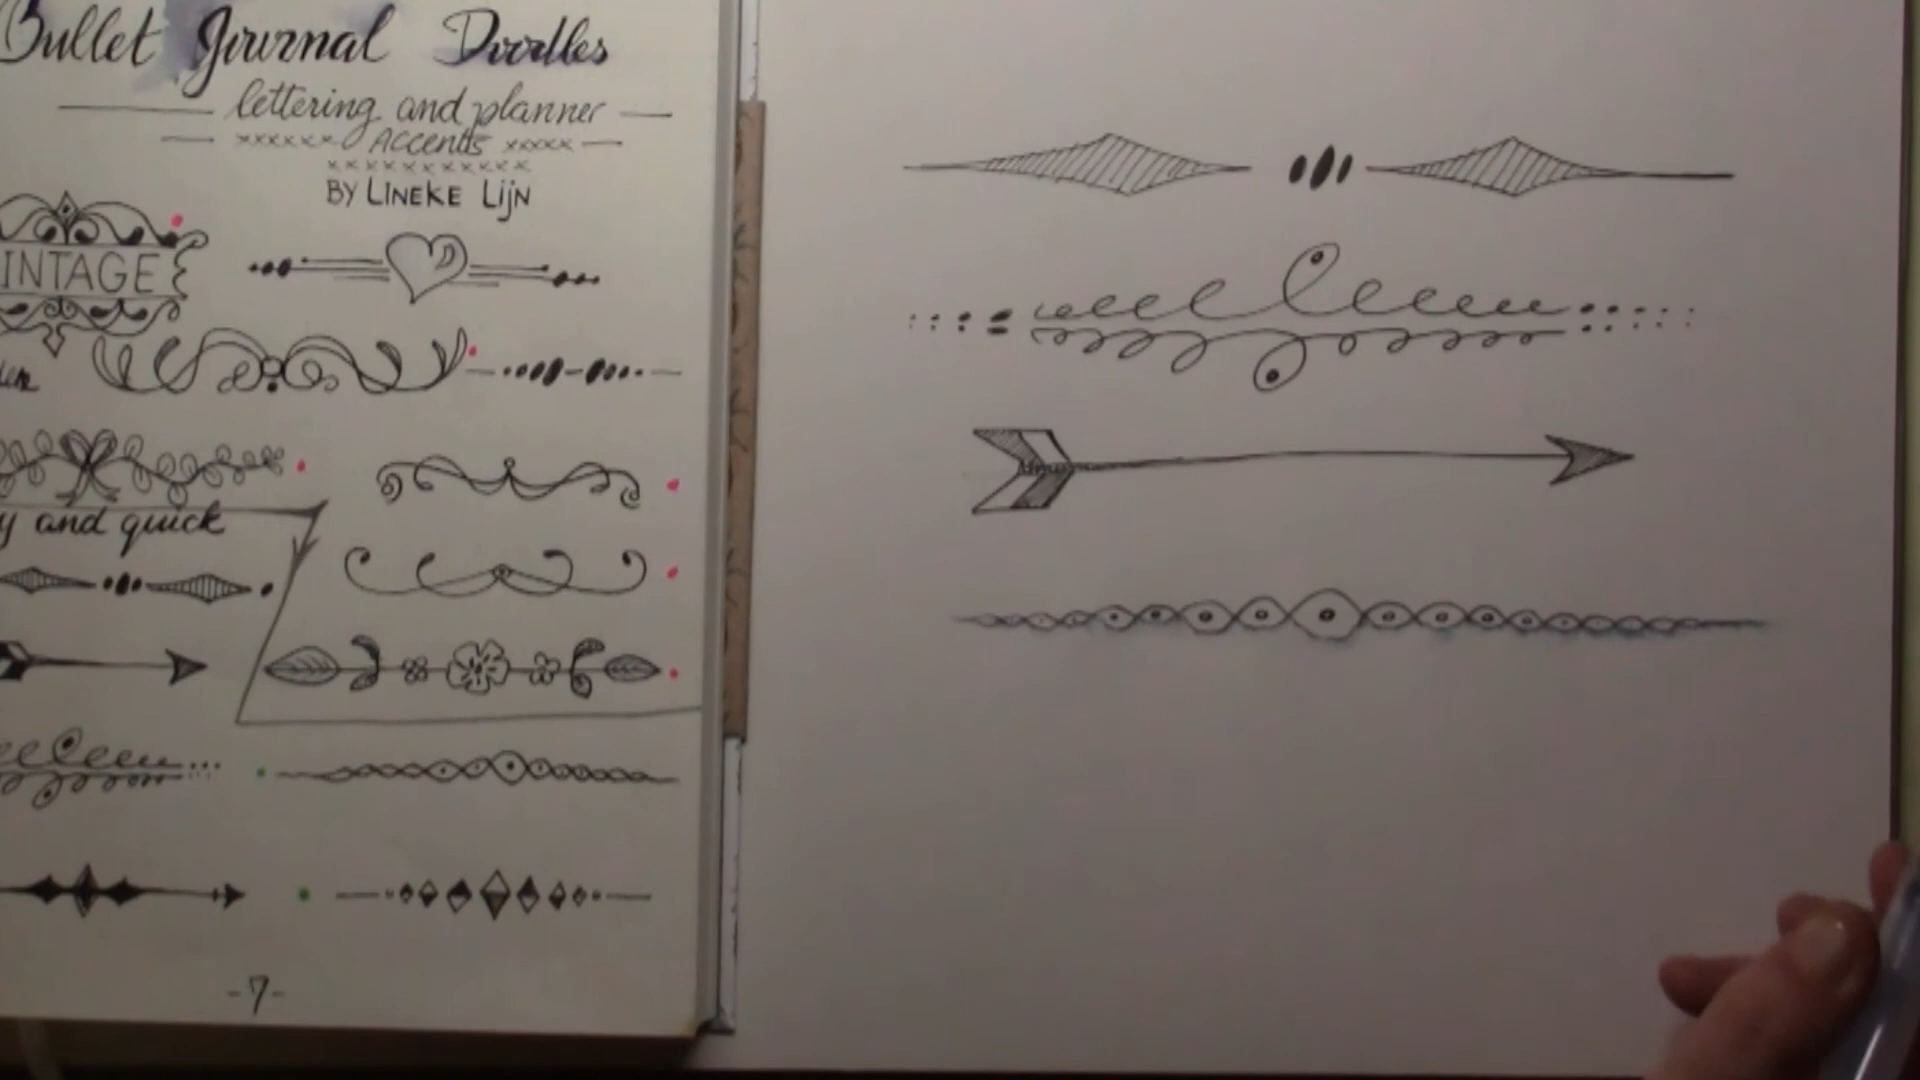 Bullet Journal Doodles
lettering and planner
Accents
BY LINEKE LIJN
INTAGE
y and quick
-7-